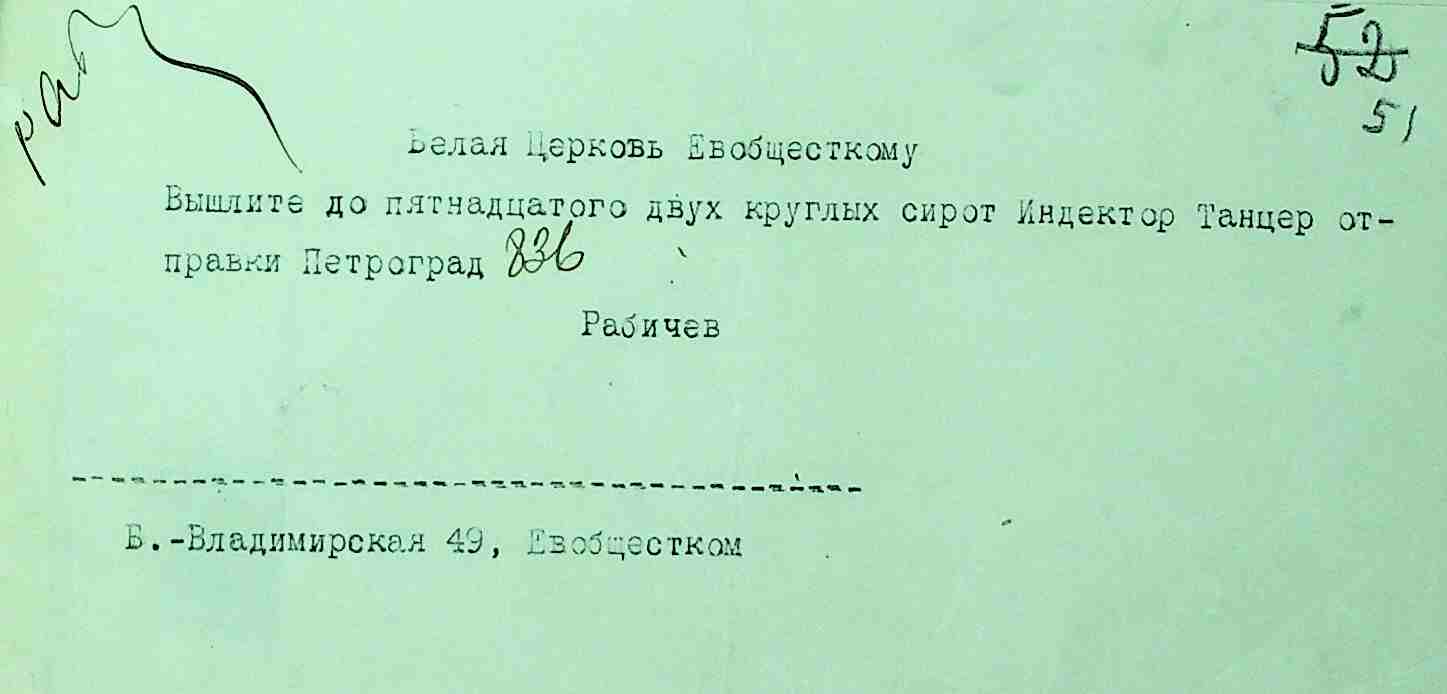 52
51
Белая Церковь Евобщесткому
Вышлите до пятнадцатого двух круглых сирот Индектор Танцер от-
правки Петроград 836
Рабичев
Б.-Владимирская 49, Евобщестком